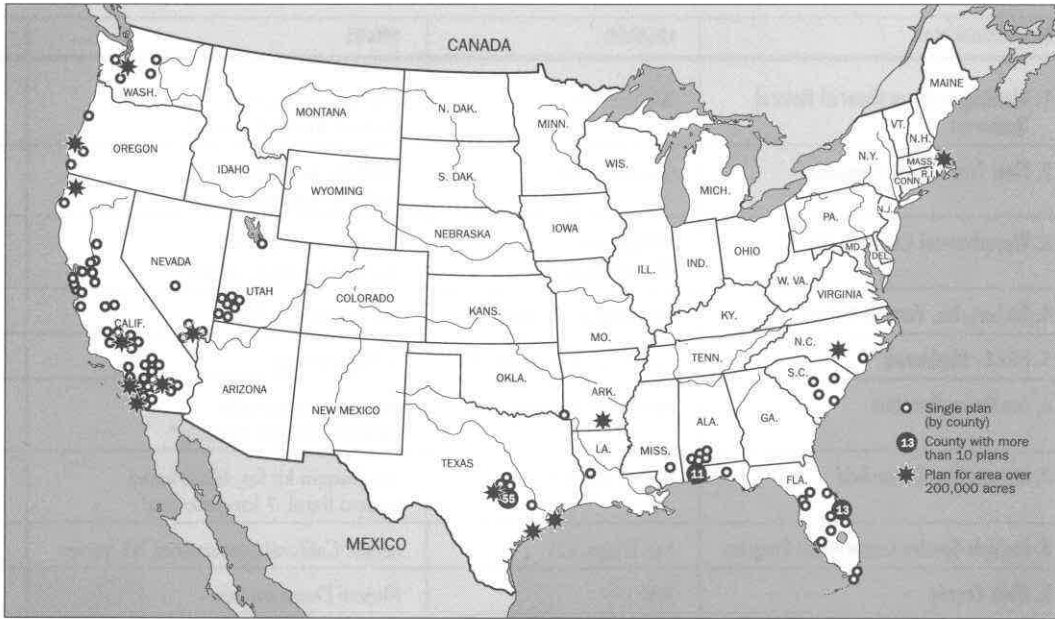 CANADA
WASH.
MONTANA
N. DAK.
MINN.
MAINE
VT.
N.H.
OREGON
IDAHO
WYOMING
S. DAK.
WIS.
MICH.
N.Y.
MASS.
CONN.
R.I.
NEBRASKA
IOWA
PA.
N.J.
NEVADA
UTAH
COLORADO
KANS.
ILL.
IND.
OHIO
MD.
DEL.
W. VA.
VIRGINIA
CALIF.
MO.
KY.
ARIZONA
NEW MEXICO
OKLA.
ARK.
TENN.
N.C.
S.C.
TEXAS
LA.
MISS.
ALA.
GA.
FLA.
55
11
13
MEXICO
Single plan
(by county)
13
County with more
than 10 plans
Plan for area over
200,000 acres